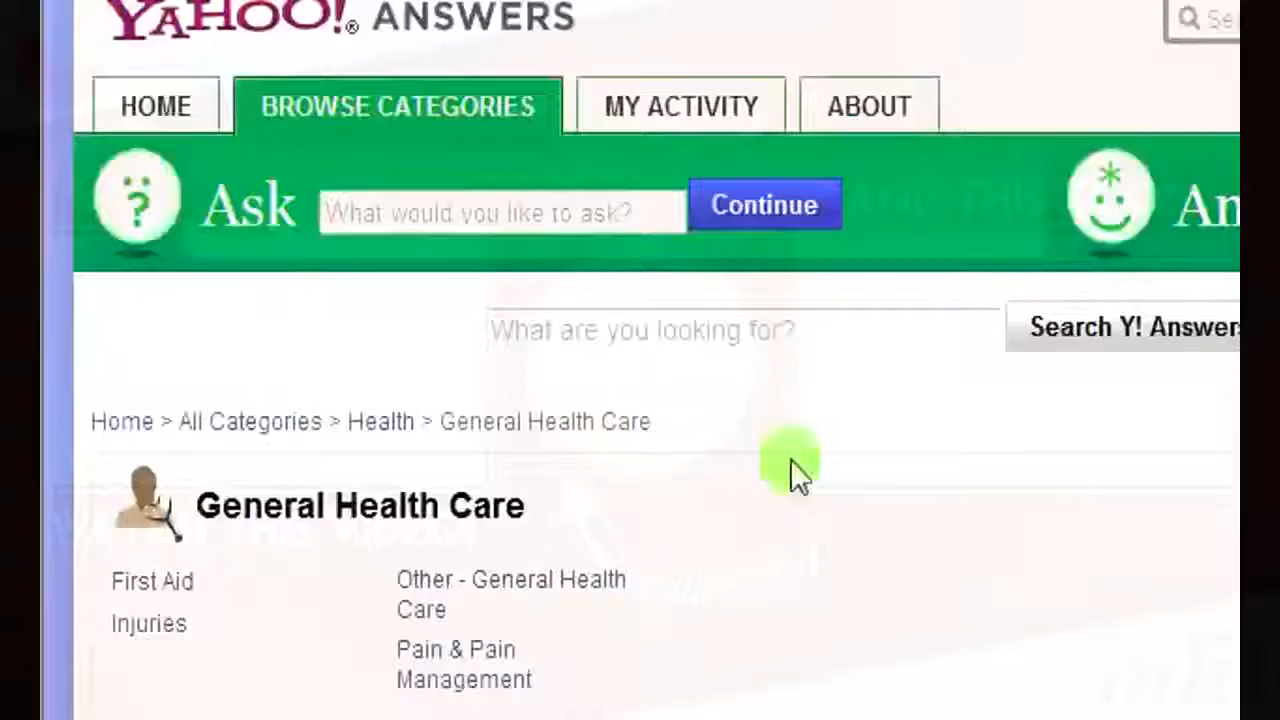 YAHOO!® ANSWERS
HOME
BROWSE CATEGORIES
MY ACTIVITY
ABOUT
Ask
What would you like to ask?
Continue
What are you looking for?
Search Y! Answers
Home > All Categories > Health > General Health Care
General Health Care
First Aid
Injuries
Other - General Health
Care
Pain & Pain
Management